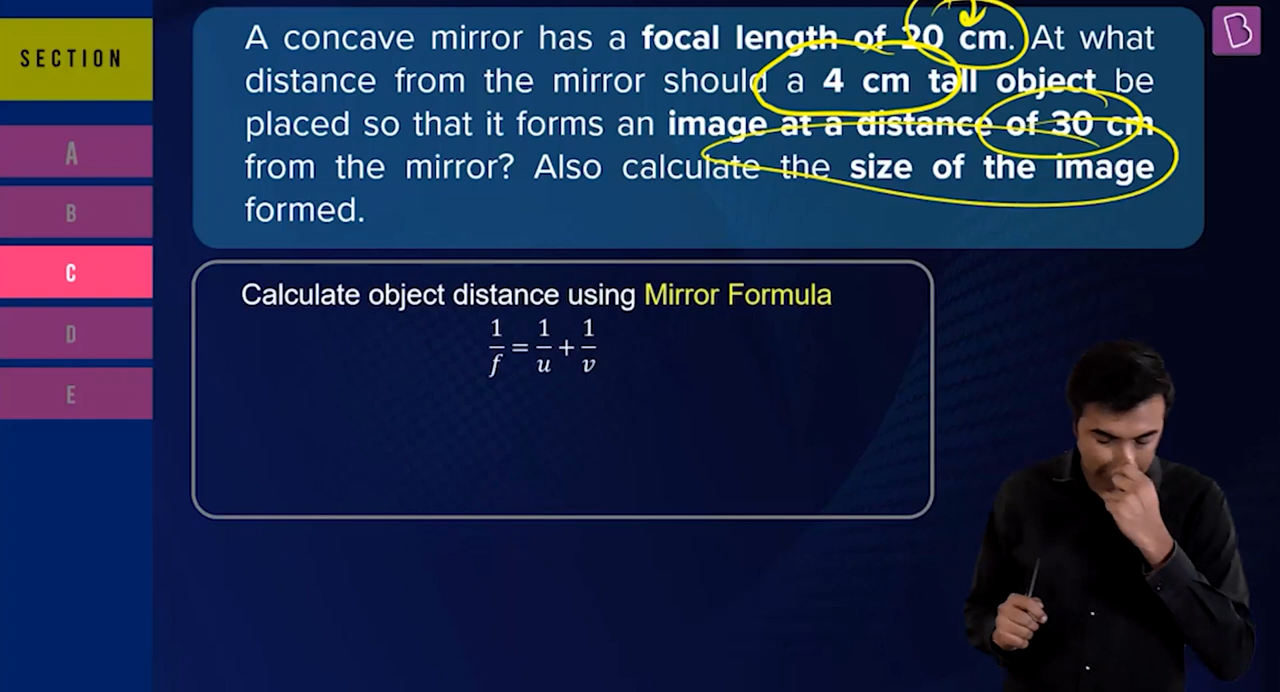 SECTION
A
B
C
D
E
A concave mirror has a focal length of 20 cm. At what
distance from the mirror should a 4 cm tall object be
placed so that it forms an image at a distance of 30 cm
from the mirror? Also calculate the size of the image
formed.
B
Calculate object distance using Mirror Formula
1/f = 1/u + 1/v